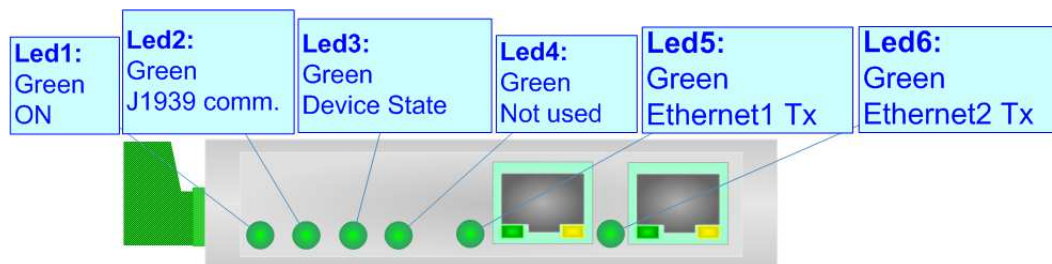 Led1:
Green
ON
Led2:
Green
J1939 comm.
Led3:
Green
Device State
Led4:
Green
Not used
Led5:
Green
Ethernet1 Tx
Led6:
Green
Ethernet2 Tx